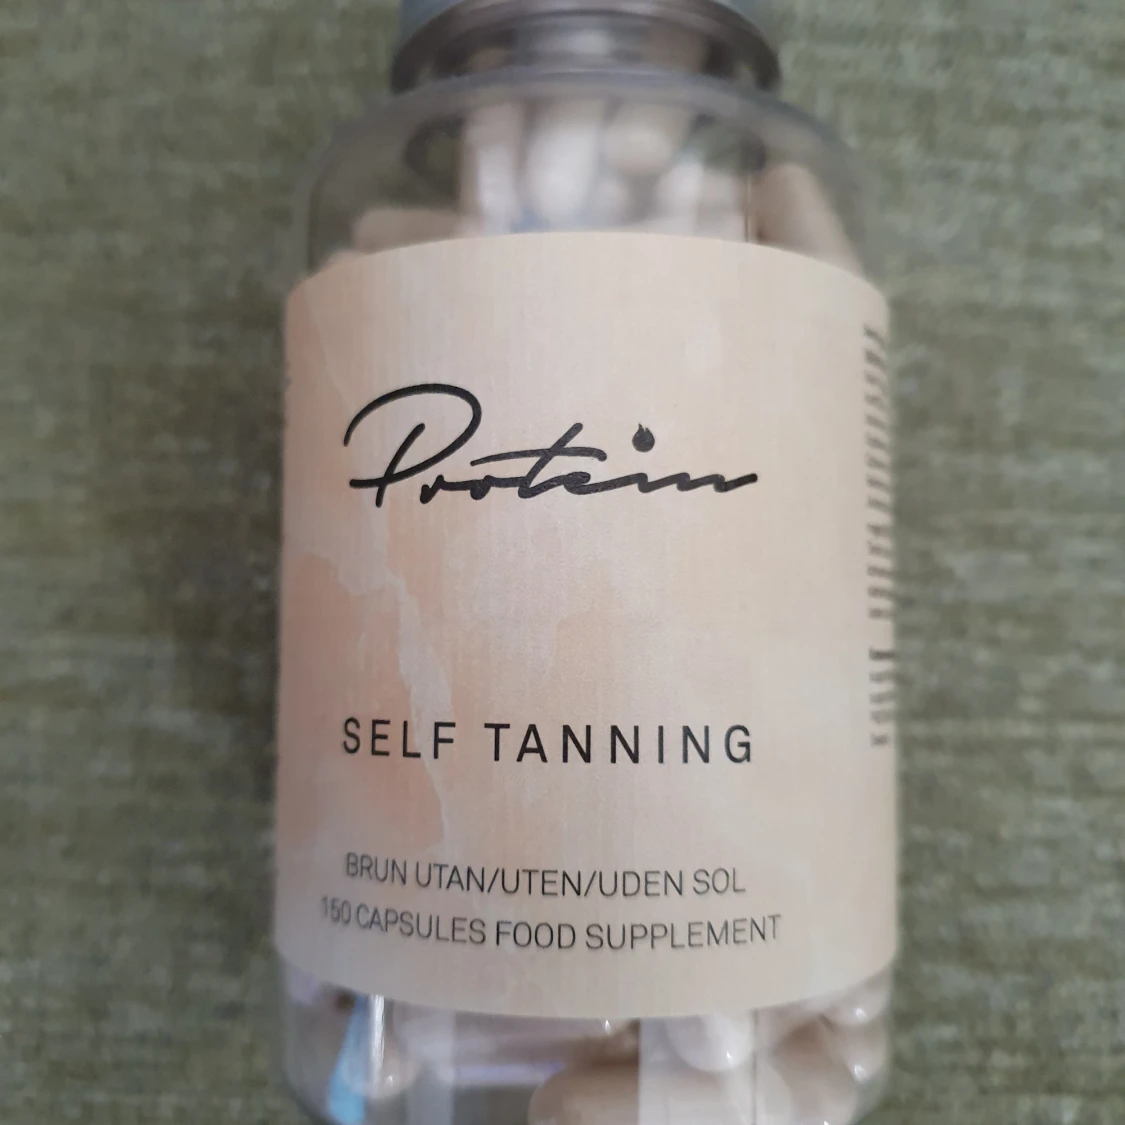 Protein
SELF TANNING
BRUN UTAN/UTEN/UDEN SOL
150 CAPSULES FOOD SUPPLEMENT